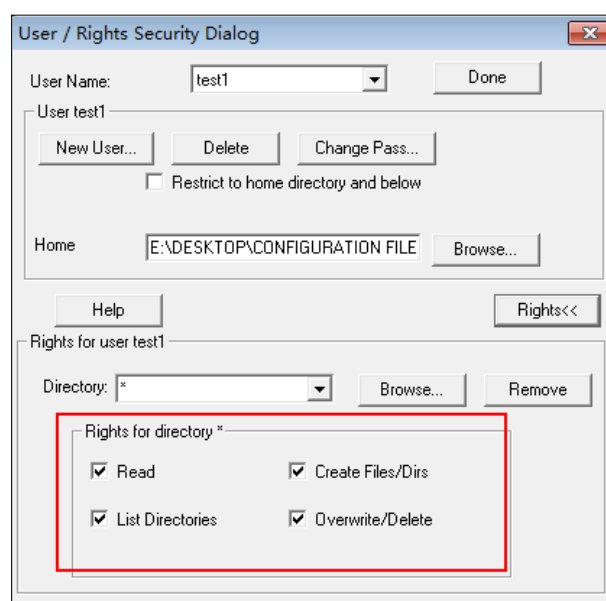 User / Rights Security Dialog
User Name: test1 Done
User test1
New User... Delete Change Pass...
Restrict to home directory and below
Home E:\DESKTOP\CONFIGURATION FILE Browse...
Help Rights<<
Rights for user test1
Directory: * Browse... Remove
Rights for directory *
Read Create Files/Dirs
List Directories Overwrite/Delete